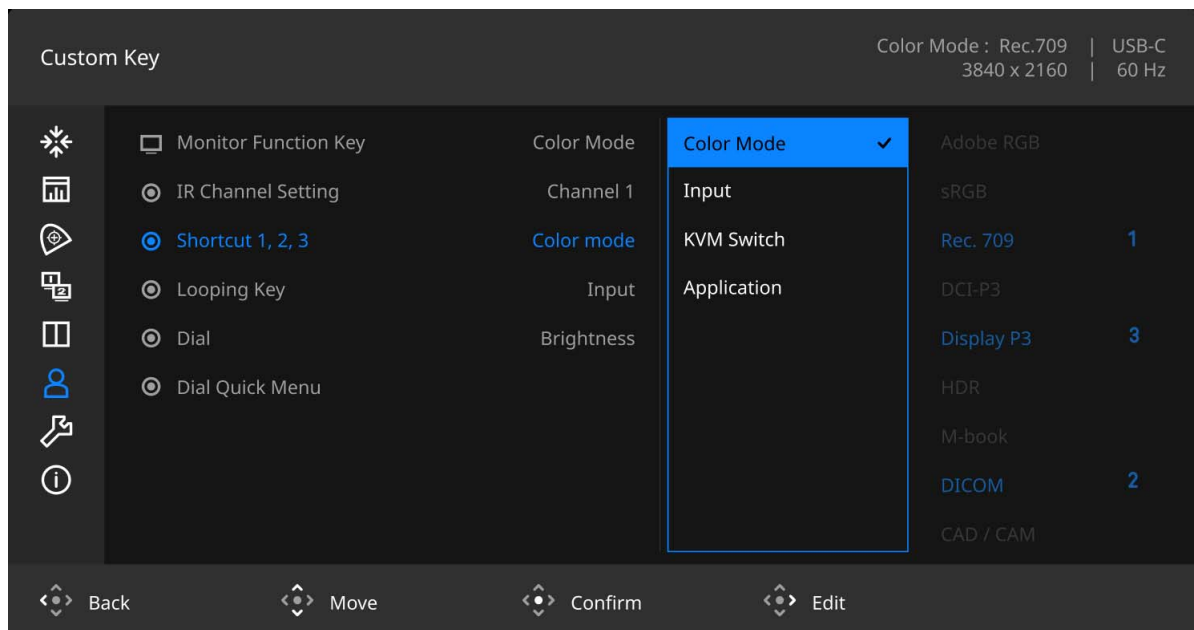 Custom Key
Color Mode : Rec.709 | USB-C
3840 x 2160 | 60 Hz
Monitor Function Key Color Mode
IR Channel Setting Channel 1
Shortcut 1, 2, 3 Color mode
Looping Key Input
Dial Brightness
Dial Quick Menu
Color Mode
Input
KVM Switch
Application
Adobe RGB
sRGB
Rec. 709 1
DCI-P3
Display P3 3
HDR
M-book
DICOM 2
CAD / CAM
Back Move Confirm Edit